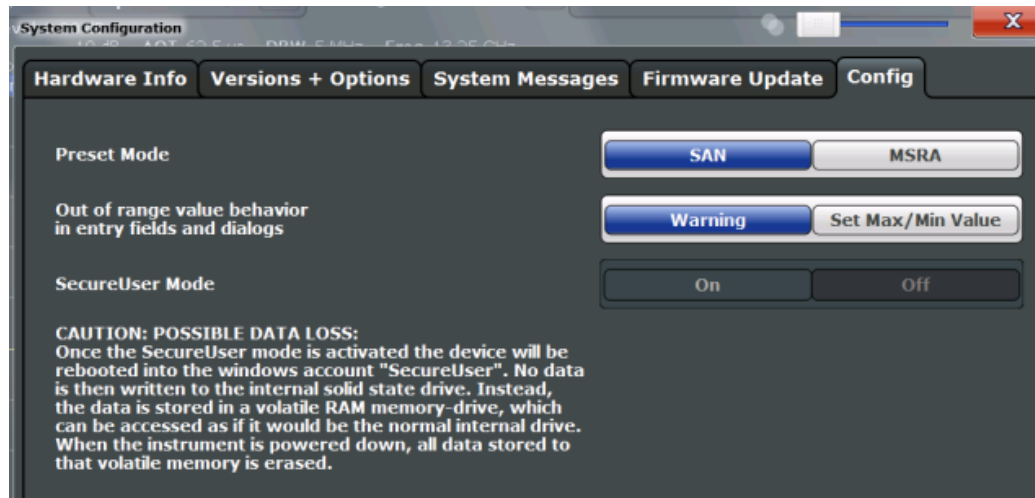 System Configuration
Hardware Info Versions + Options System Messages Firmware Update Config
Preset Mode SAN MSRA
Out of range value behavior
in entry fields and dialogs Warning Set Max/Min Value
SecureUser Mode On Off
CAUTION: POSSIBLE DATA LOSS:
Once the SecureUser mode is activated the device will be
rebooted into the windows account "SecureUser". No data
is then written to the internal solid state drive. Instead,
the data is stored in a volatile RAM memory-drive, which
can be accessed as if it would be the normal internal drive.
When the instrument is powered down, all data stored to
that volatile memory is erased.